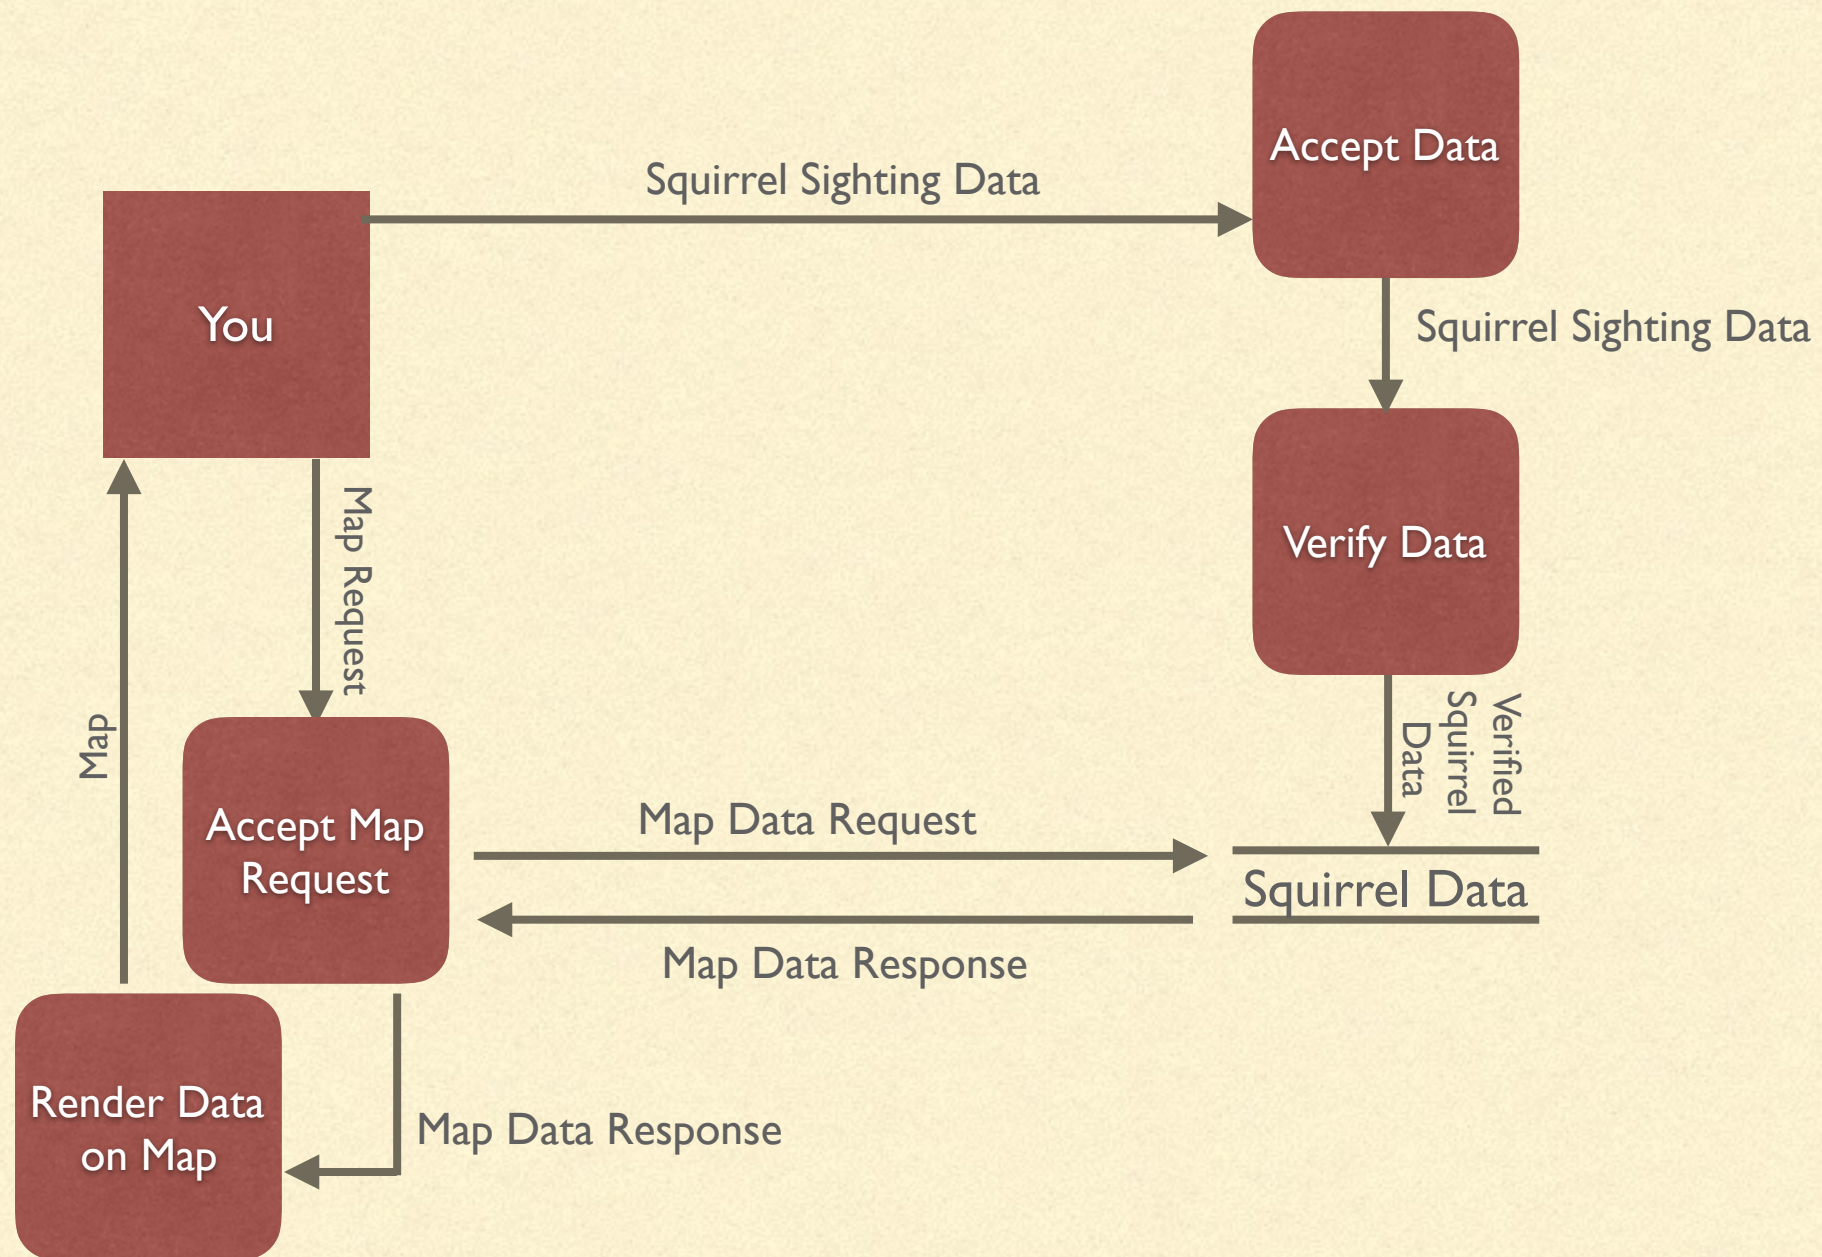 Accept Data
Squirrel Sighting Data
You
Squirrel Sighting Data
Map Request
Verify Data
Map
Verified
Squirrel
Data
Accept Map
Request
Map Data Request
Squirrel Data
Map Data Response
Render Data
on Map
Map Data Response